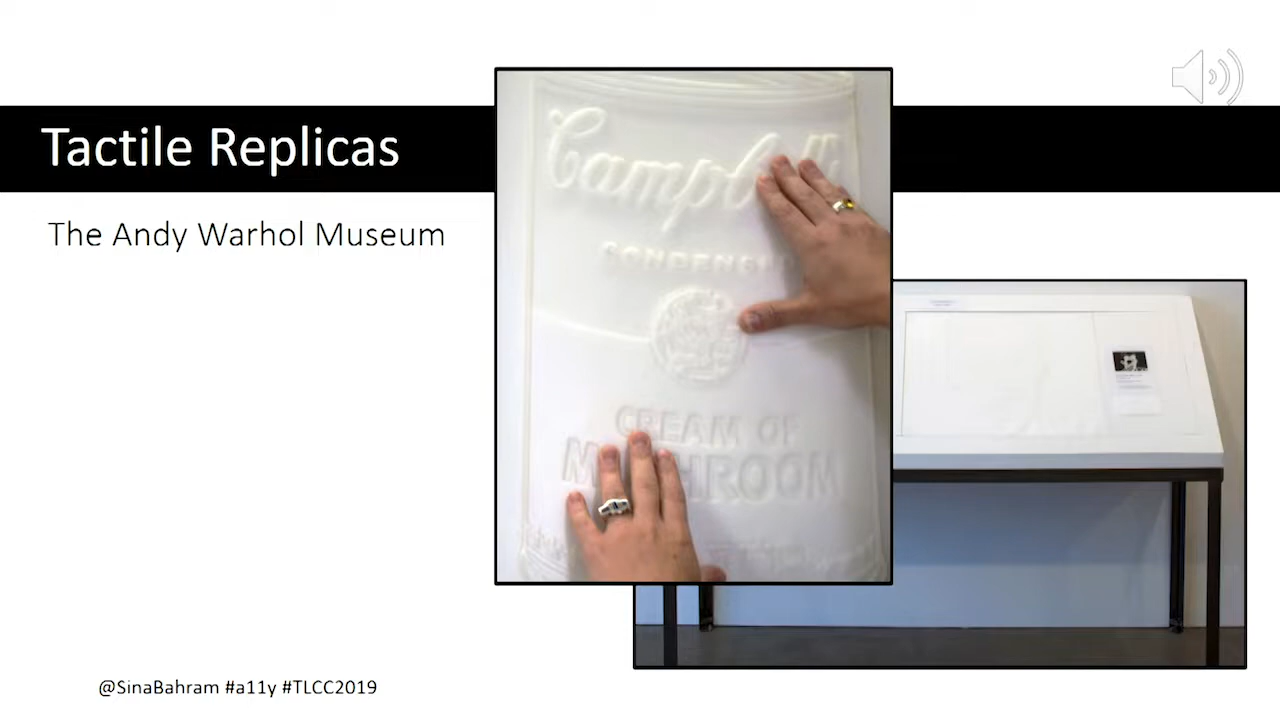 Tactile Replicas
The Andy Warhol Museum
Campbell
CONDENSED
CREAM OF
MUSHROOM
@SinaBahram #a11y #TLCC2019